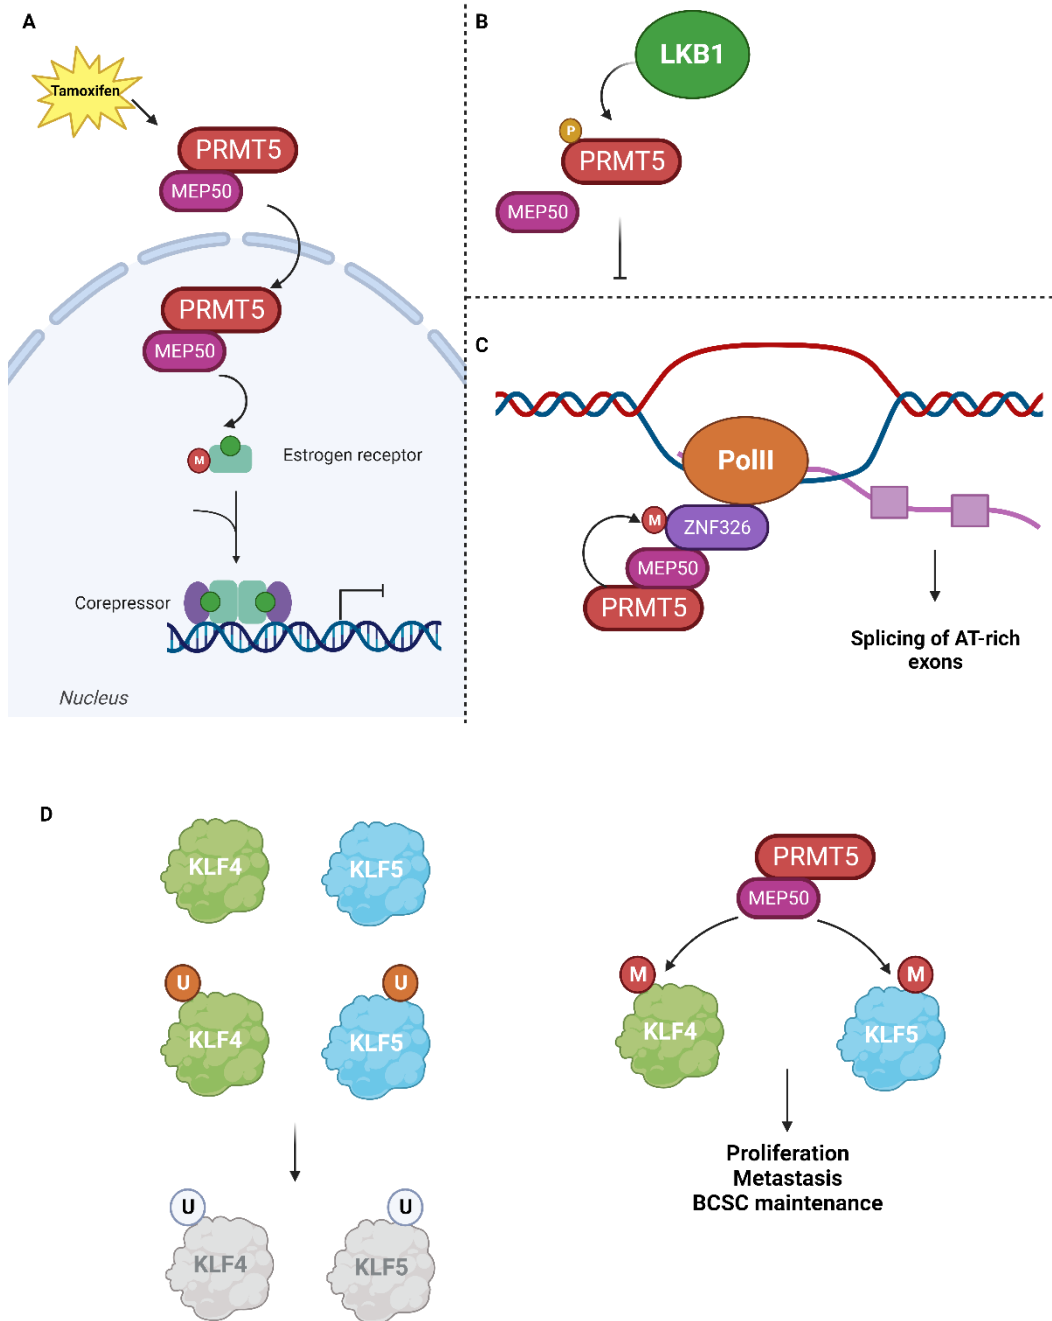 A
Tamoxifen
PRMT5
MEP50
PRMT5
MEP50
M
Estrogen receptor
Corepressor
Nucleus
B
LKB1
P
PRMT5
MEP50
C
PolII
M
ZNF326
MEP50
PRMT5
Splicing of AT-rich
exons
D
KLF4
KLF5
U
U
KLF4
KLF5
U
U
KLF4
KLF5
PRMT5
MEP50
M
M
KLF4
KLF5
Proliferation
Metastasis
BCSC maintenance